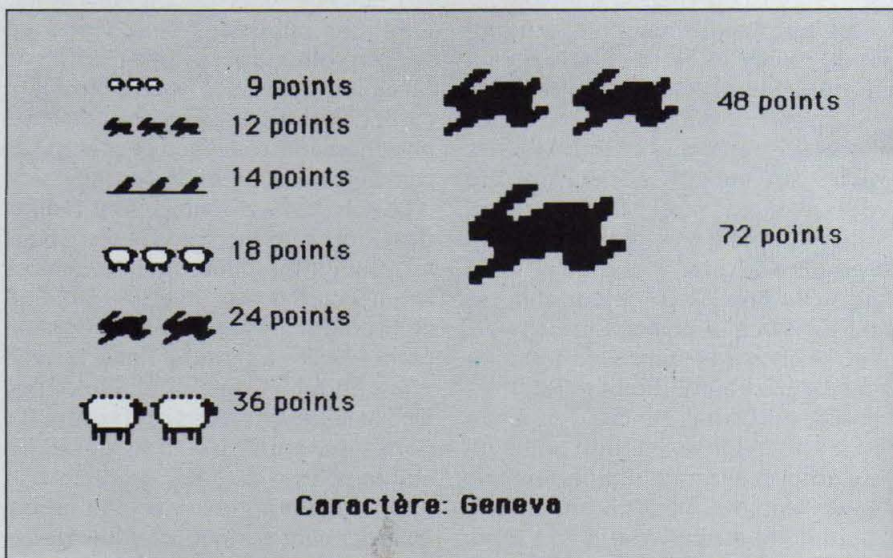 9 points
12 points
14 points
18 points
24 points
36 points
48 points
72 points
Caractère: Geneva